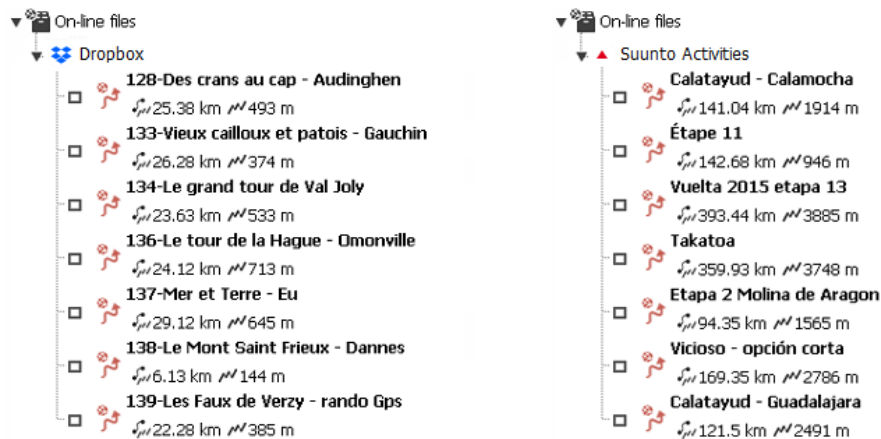 On-line files
Dropbox
128-Des crans au cap - Audinghen
25.38 km 493 m
133-Vieux cailloux et patois - Gauchin
26.28 km 374 m
134-Le grand tour de Val Joly
23.63 km 533 m
136-Le tour de la Hague - Omonville
24.12 km 713 m
137-Mer et Terre - Eu
29.12 km 645 m
138-Le Mont Saint Frieux - Dannes
6.13 km 144 m
139-Les Faux de Verzy - rando Gps
22.28 km 385 m
On-line files
Suunto Activities
Calatayud - Calamocha
141.04 km 1914 m
Étape 11
142.68 km 946 m
Vuelta 2015 etapa 13
393.44 km 3885 m
Takatoa
359.93 km 3748 m
Etapa 2 Molina de Aragon
94.35 km 1565 m
Vicioso - opción corta
169.35 km 2786 m
Calatayud - Guadalajara
121.5 km 2491 m